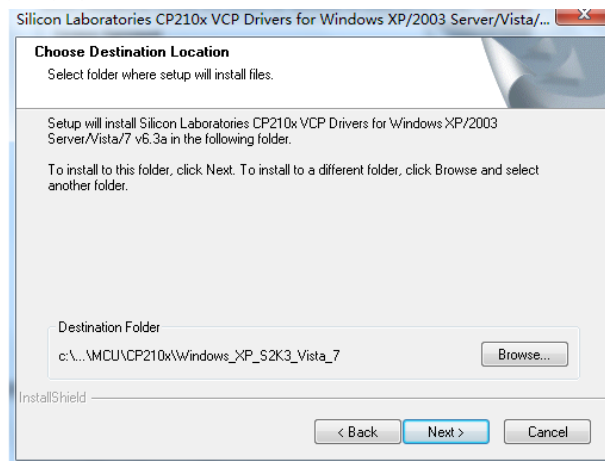 Silicon Laboratories CP210x VCP Drivers for Windows XP/2003 Server/Vista/...
Choose Destination Location
Select folder where setup will install files.
Setup will install Silicon Laboratories CP210x VCP Drivers for Windows XP/2003
Server/Vista/7 v6.3a in the following folder.
To install to this folder, click Next. To install to a different folder, click Browse and select
another folder.
Destination Folder
c:\...\MCU\CP210x\Windows_XP_S2K3_Vista_7
Browse...
InstallShield
< Back
Next >
Cancel